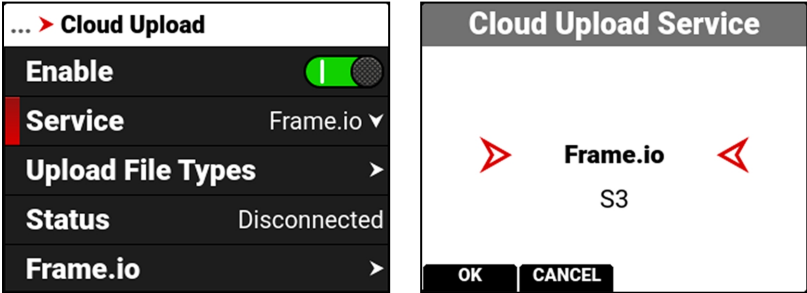 ... Cloud Upload
Enable
Service Frame.io
Upload File Types
Status Disconnected
Frame.io
Cloud Upload Service
Frame.io
S3
OK CANCEL